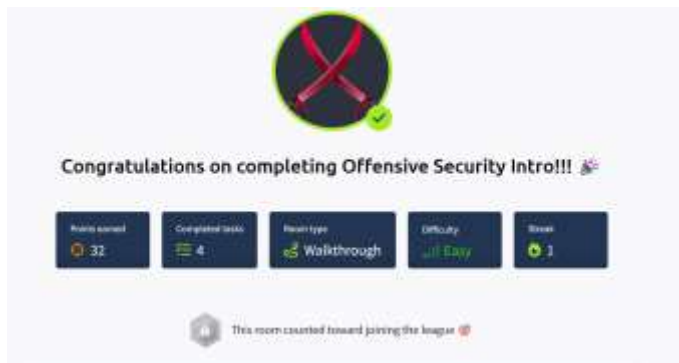 Congratulations on completing Offensive Security Intro!!! 🎉
Points earned
32
Completed tasks
4
Room type
Walkthrough
Difficulty
Easy
Streak
1
This room counted toward joining the league 🎯